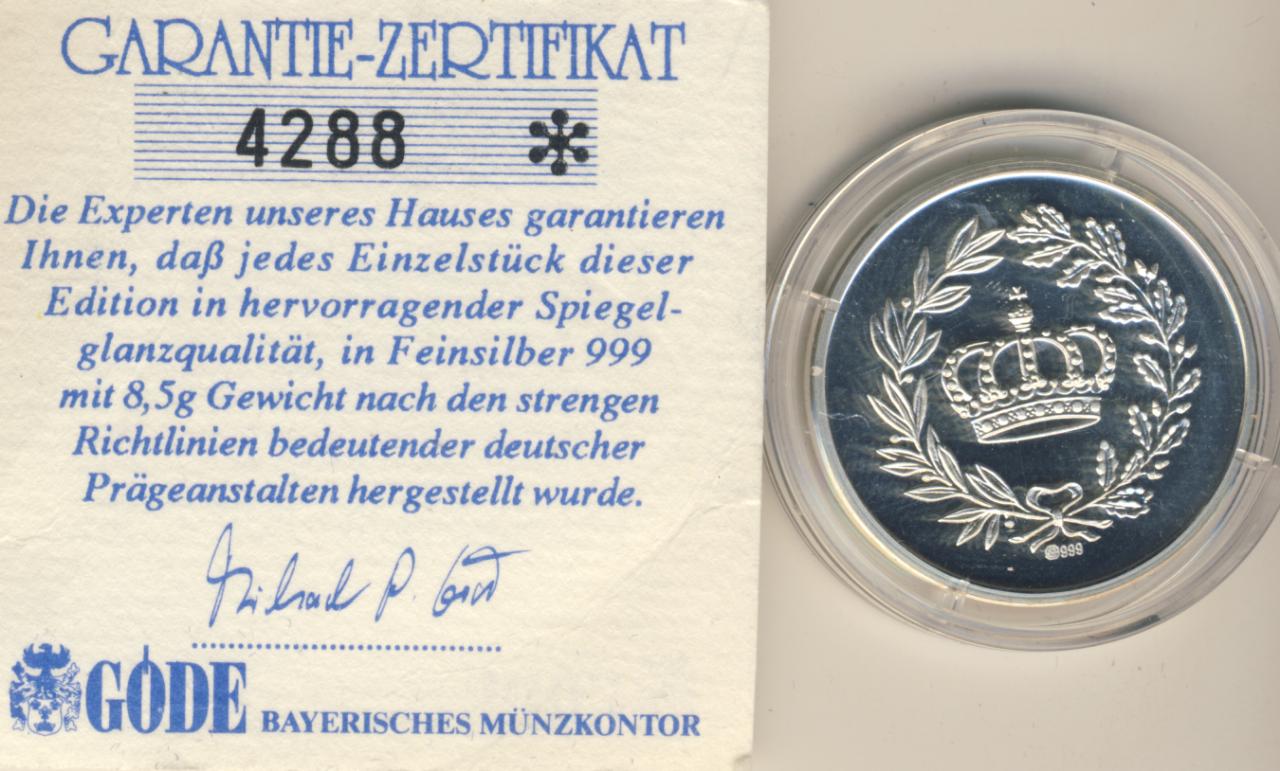 GARANTIE-ZERTIFIKAT
4288 *
Die Experten unseres Hauses garantieren
Ihnen, daß jedes Einzelstück dieser
Edition in hervorragender Spiegel-
glanzqualität, in Feinsilber 999
mit 8,5g Gewicht nach den strengen
Richtlinien bedeutender deutscher
Prägeanstalten hergestellt wurde.
Michael P.
GÖDE BAYERISCHES MÜNZKONTOR
999